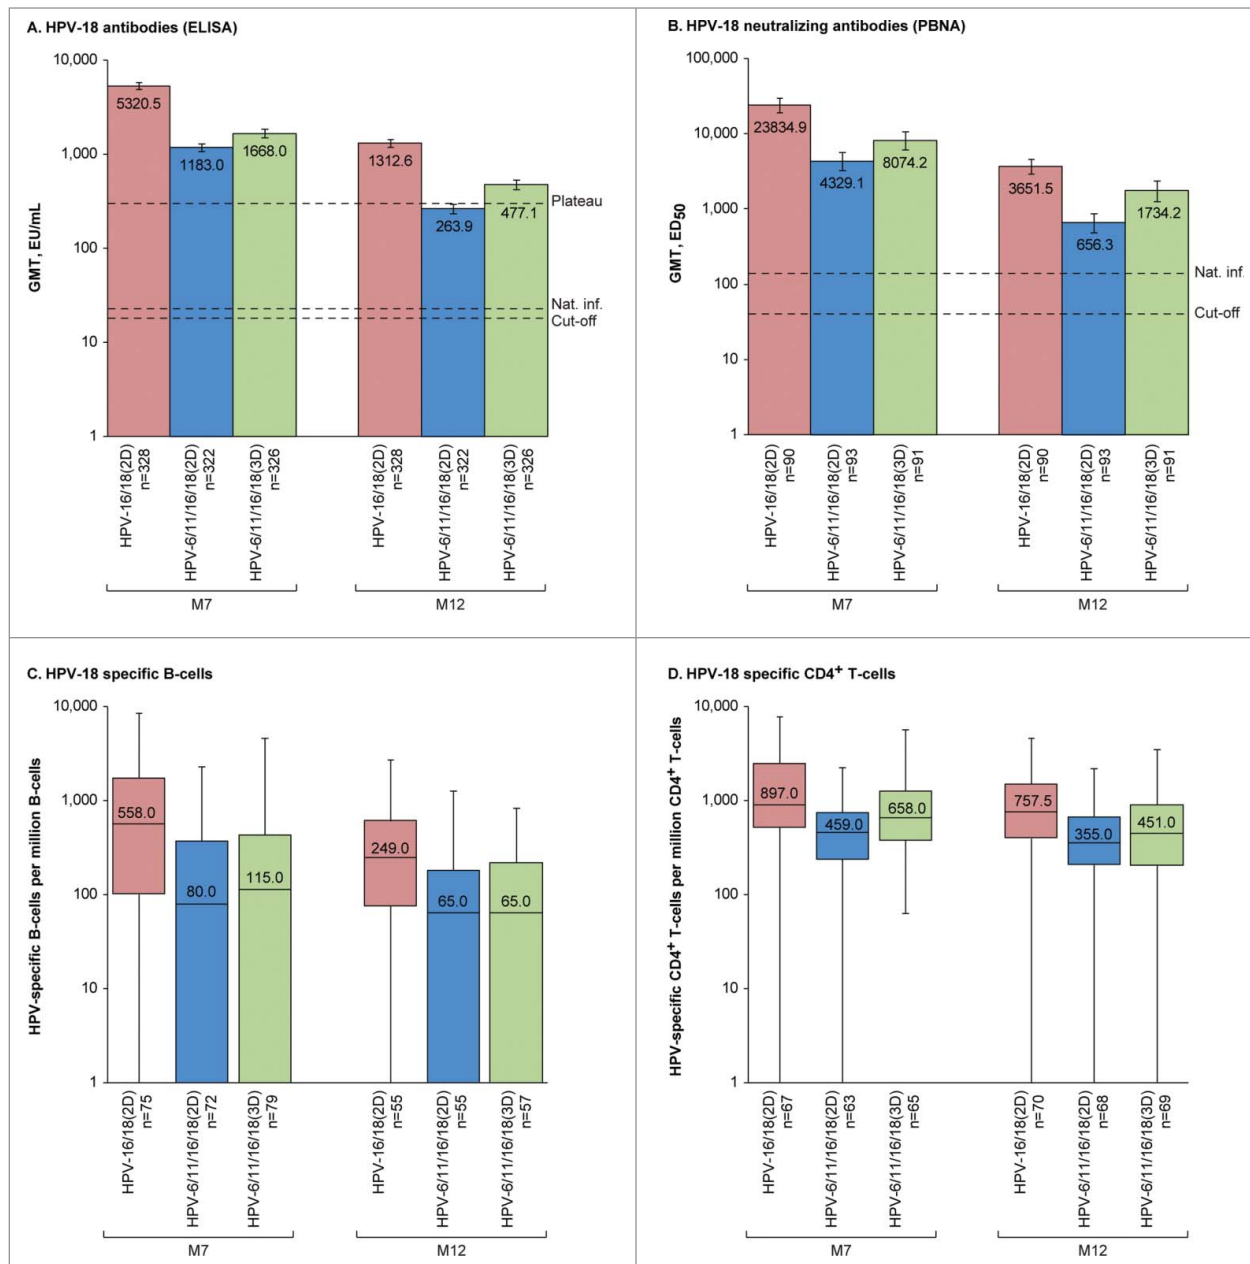 A. HPV-18 antibodies (ELISA)
GMT, EU/mL
10,000
1,000
100
10
1
5320.5
1183.0
1668.0
1312.6
263.9
477.1
Plateau
Nat. inf.
Cut-off
HPV-16/18(2D)
n=328
HPV-6/11/16/18(2D)
n=322
HPV-6/11/16/18(3D)
n=326
HPV-16/18(2D)
n=328
HPV-6/11/16/18(2D)
n=322
HPV-6/11/16/18(3D)
n=326
M7
M12
B. HPV-18 neutralizing antibodies (PBNA)
GMT, ED50
100,000
10,000
1,000
100
10
1
23834.9
4329.1
8074.2
3651.5
656.3
1734.2
Nat. inf
Cut-off
HPV-16/18(2D)
n=90
HPV-6/11/16/18(2D)
n=93
HPV-6/11/16/18(3D)
n=91
HPV-16/18(2D)
n=90
HPV-6/11/16/18(2D)
n=93
HPV-6/11/16/18(3D)
n=91
M7
M12
C. HPV-18 specific B-cells
HPV-specific B-cells per million B-cells
10,000
1,000
100
10
1
558.0
80.0
115.0
249.0
65.0
65.0
HPV-16/18(2D)
n=75
HPV-6/11/16/18(2D)
n=72
HPV-6/11/16/18(3D)
n=79
HPV-16/18(2D)
n=55
HPV-6/11/16/18(2D)
n=55
HPV-6/11/16/18(3D)
n=57
M7
M12
D. HPV-18 specific CD4+ T-cells
HPV-specific CD4+ T-cells per million CD4+ T-cells
10,000
1,000
100
10
1
897.0
459.0
658.0
757.5
355.0
451.0
HPV-16/18(2D)
n=67
HPV-6/11/16/18(2D)
n=63
HPV-6/11/16/18(3D)
n=65
HPV-16/18(2D)
n=70
HPV-6/11/16/18(2D)
n=68
HPV-6/11/16/18(3D)
n=69
M7
M12